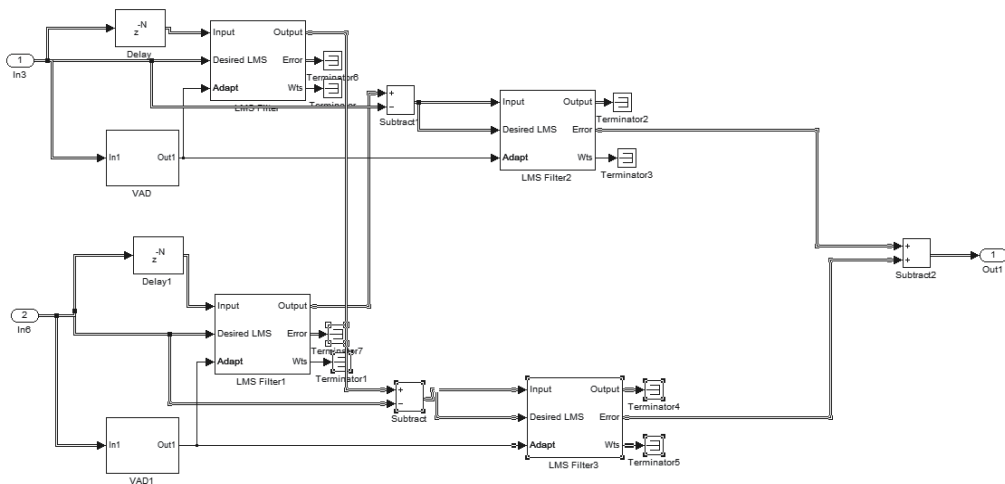 -N
z
Delay
1
In3
Input
Output
Desired LMS
Error
Terminator6
Adapt
Wts
Terminator
LMS Filter
+
−
Subtract1
Input
Output
Terminator2
Desired LMS
Error
Adapt
Wts
Terminator3
LMS Filter2
In1
Out1
VAD
-N
z
Delay1
2
In6
Input
Output
Desired LMS
Error
Terminator7
Adapt
Wts
Terminator1
LMS Filter1
+
+
Subtract2
1
Out1
+
−
Subtract
Input
Output
Terminator4
Desired LMS
Error
Adapt
Wts
Terminator5
LMS Filter3
In1
Out1
VAD1